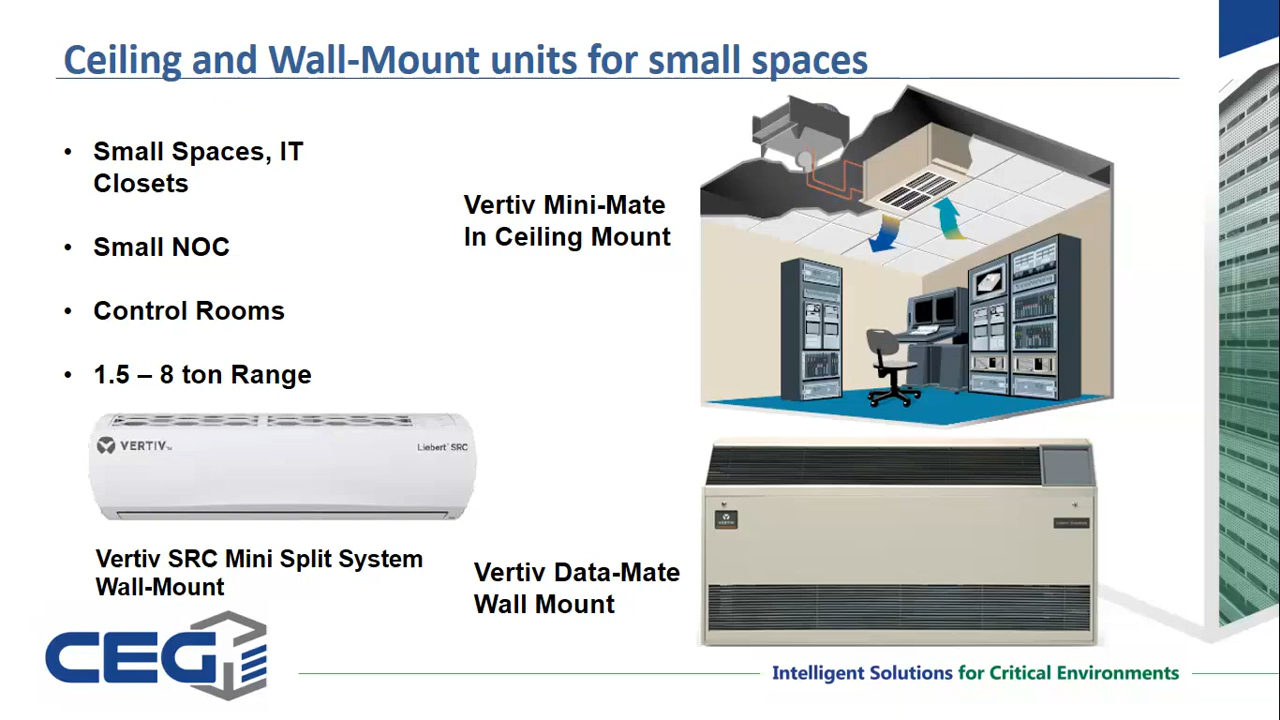 Ceiling and Wall-Mount units for small spaces
• Small Spaces, IT
Closets
• Small NOC
• Control Rooms
• 1.5 – 8 ton Range
Vertiv Mini-Mate
In Ceiling Mount
VERTIV™
Liebert® SRC
Vertiv SRC Mini Split System
Wall-Mount
Vertiv Data-Mate
Wall Mount
VERTIV
CEG
Intelligent Solutions for Critical Environments